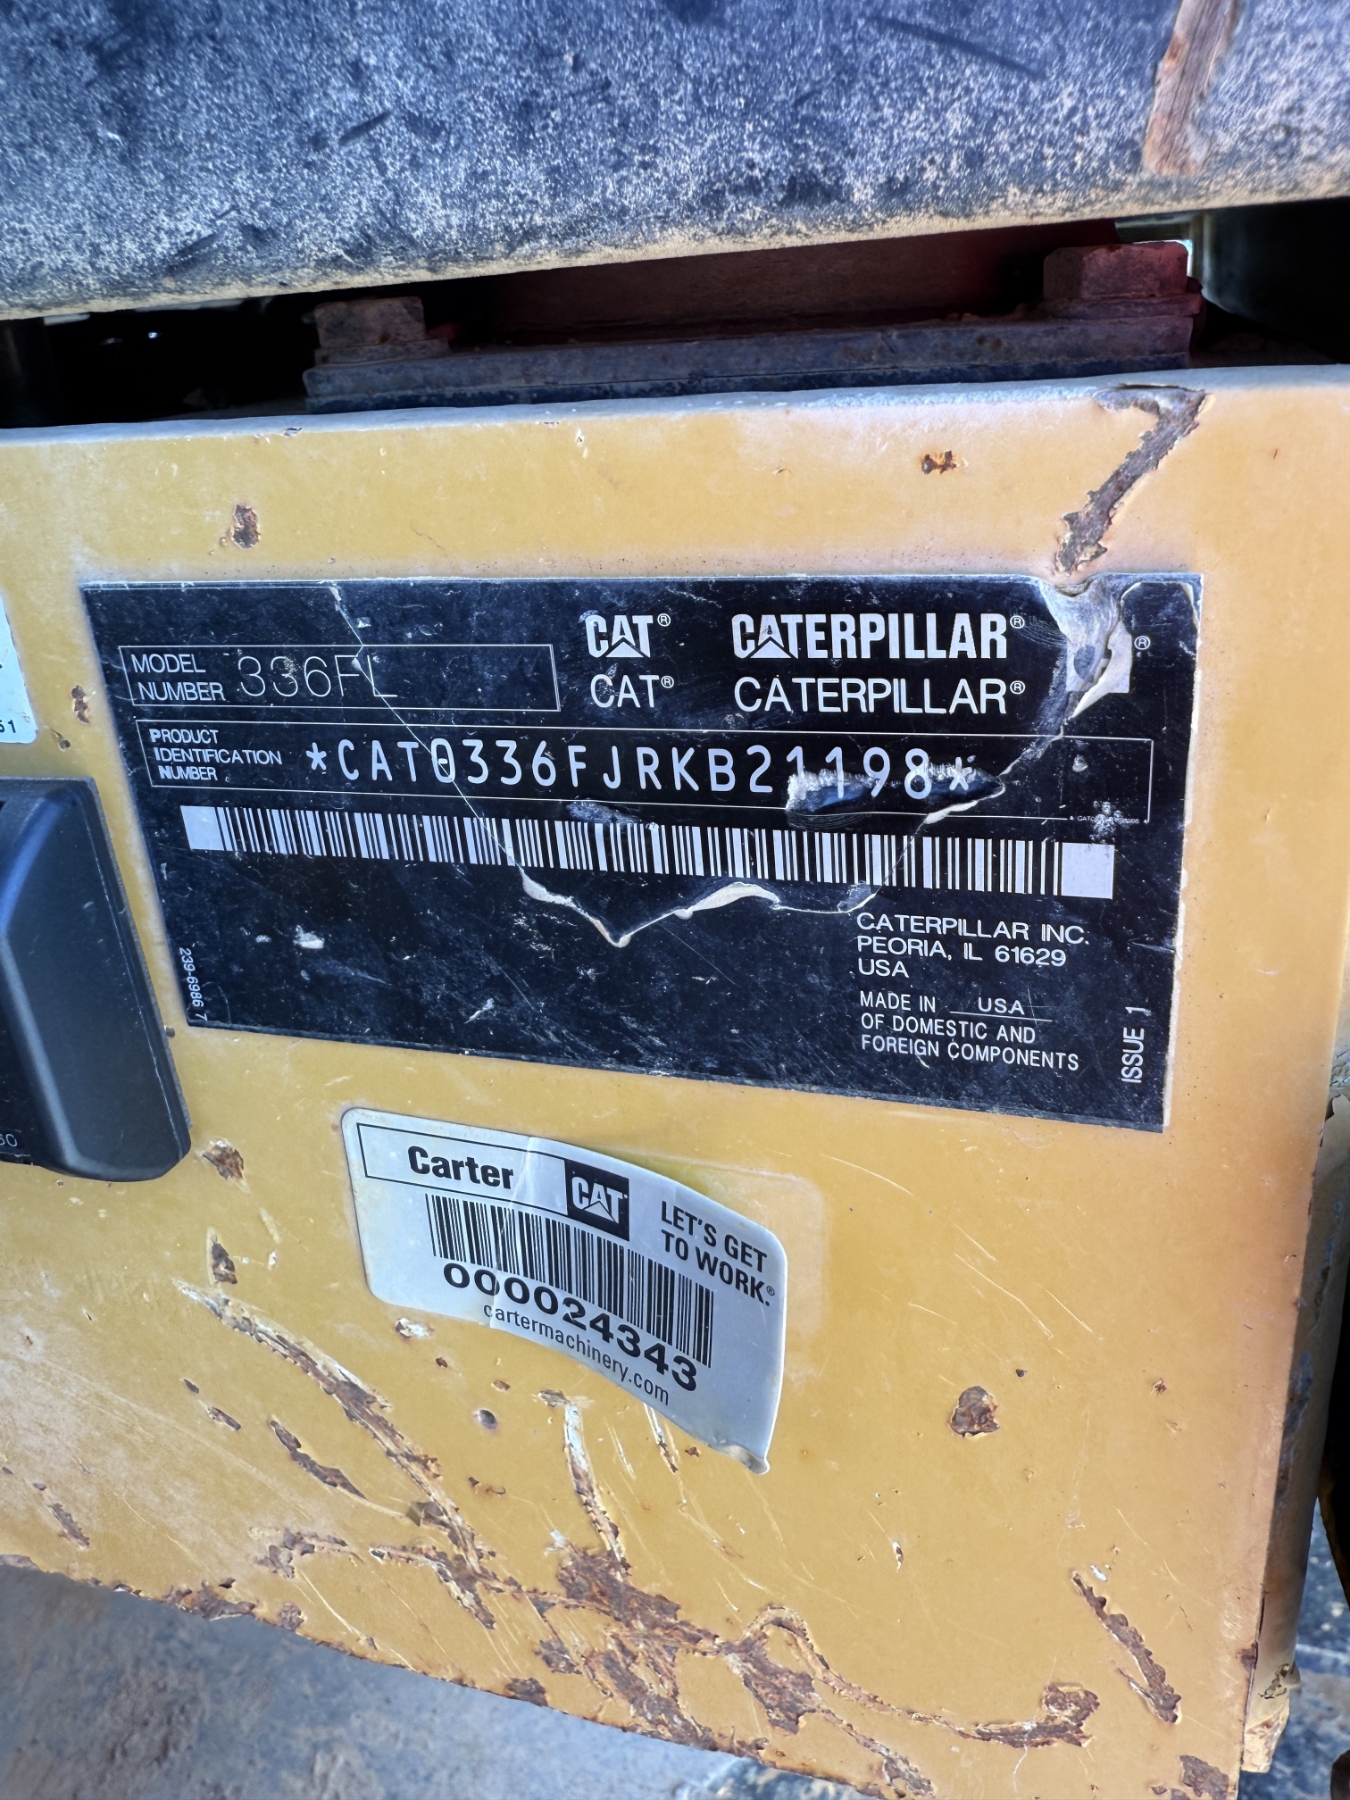 CAT® CATERPILLAR® ®
CAT® CATERPILLAR®
MODEL
NUMBER 336FL
PRODUCT
IDENTIFICATION
NUMBER
*CAT0336FJRKB21198*
CATERPILLAR INC.
PEORIA, IL 61629
USA
MADE IN USA
OF DOMESTIC AND
FOREIGN COMPONENTS
239-6986 7
ISSUE 1
Carter CAT
LET'S GET
TO WORK.®
000024343
cartermachinery.com
51
60